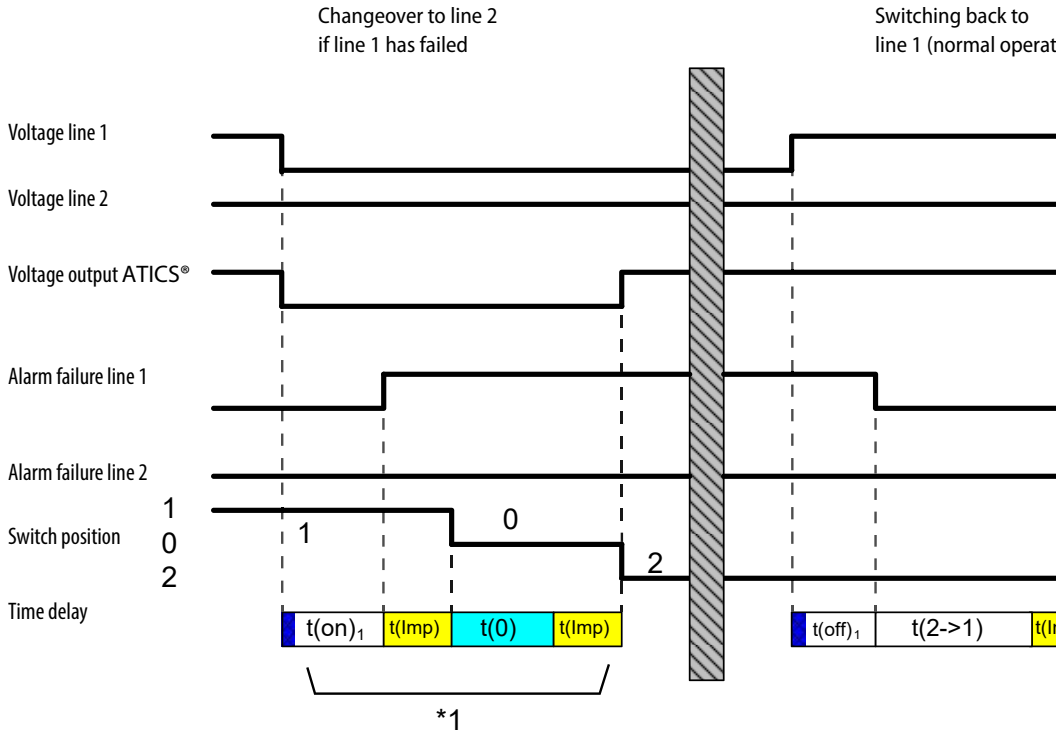 Changeover to line 2
if line 1 has failed
Switching back to
line 1 (normal operat
Voltage line 1
Voltage line 2
Voltage output ATICS®
Alarm failure line 1
Alarm failure line 2
Switch position
1
0
2
1
0
2
Time delay
t(on)₁
t(Imp)
t(0)
t(Imp)
t(off)₁
t(2->1)
t(I
*1